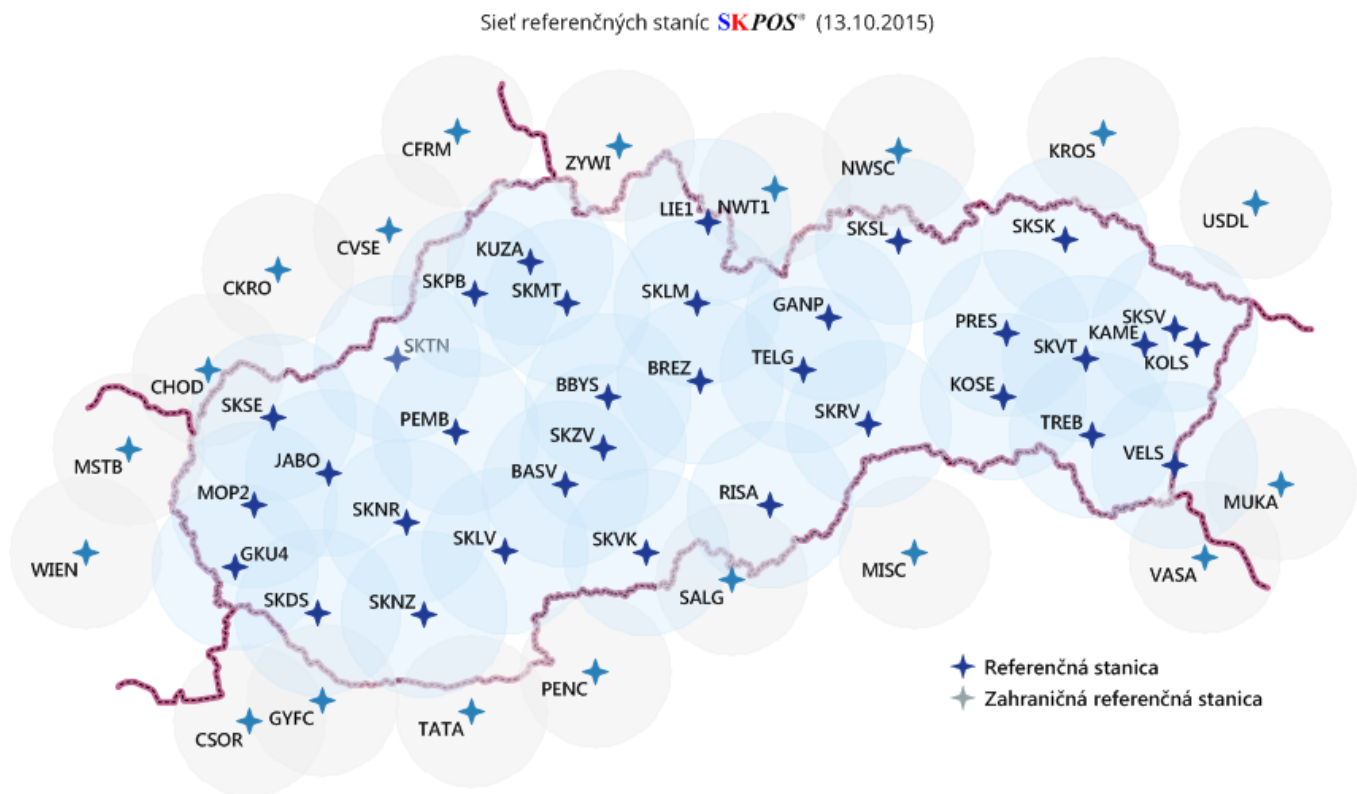 Sieť referenčných staníc SKPOS® (13.10.2015)
CFRM
ZYWI
NWSC
KROS
LIE1
NWT1
USDL
CVSE
SKSL
SKSK
KUZA
CKRO
SKPB
SKMT
SKLM
GANP
PRES
SKSV
KAME
SKVT
KOLS
SKTN
CHOD
BBYS
BREZ
TELG
KOSE
SKSE
PEMB
SKZV
SKRV
TREB
MSTB
JABO
BASV
VELS
MOP2
SKNR
RISA
MUKA
SKLV
SKVK
WIEN
GKU4
MISC
VASA
SKDS
SKNZ
SALG
PENC
Referenčná stanica
GYFC
Zahraničná referenčná stanica
TATA
CSOR